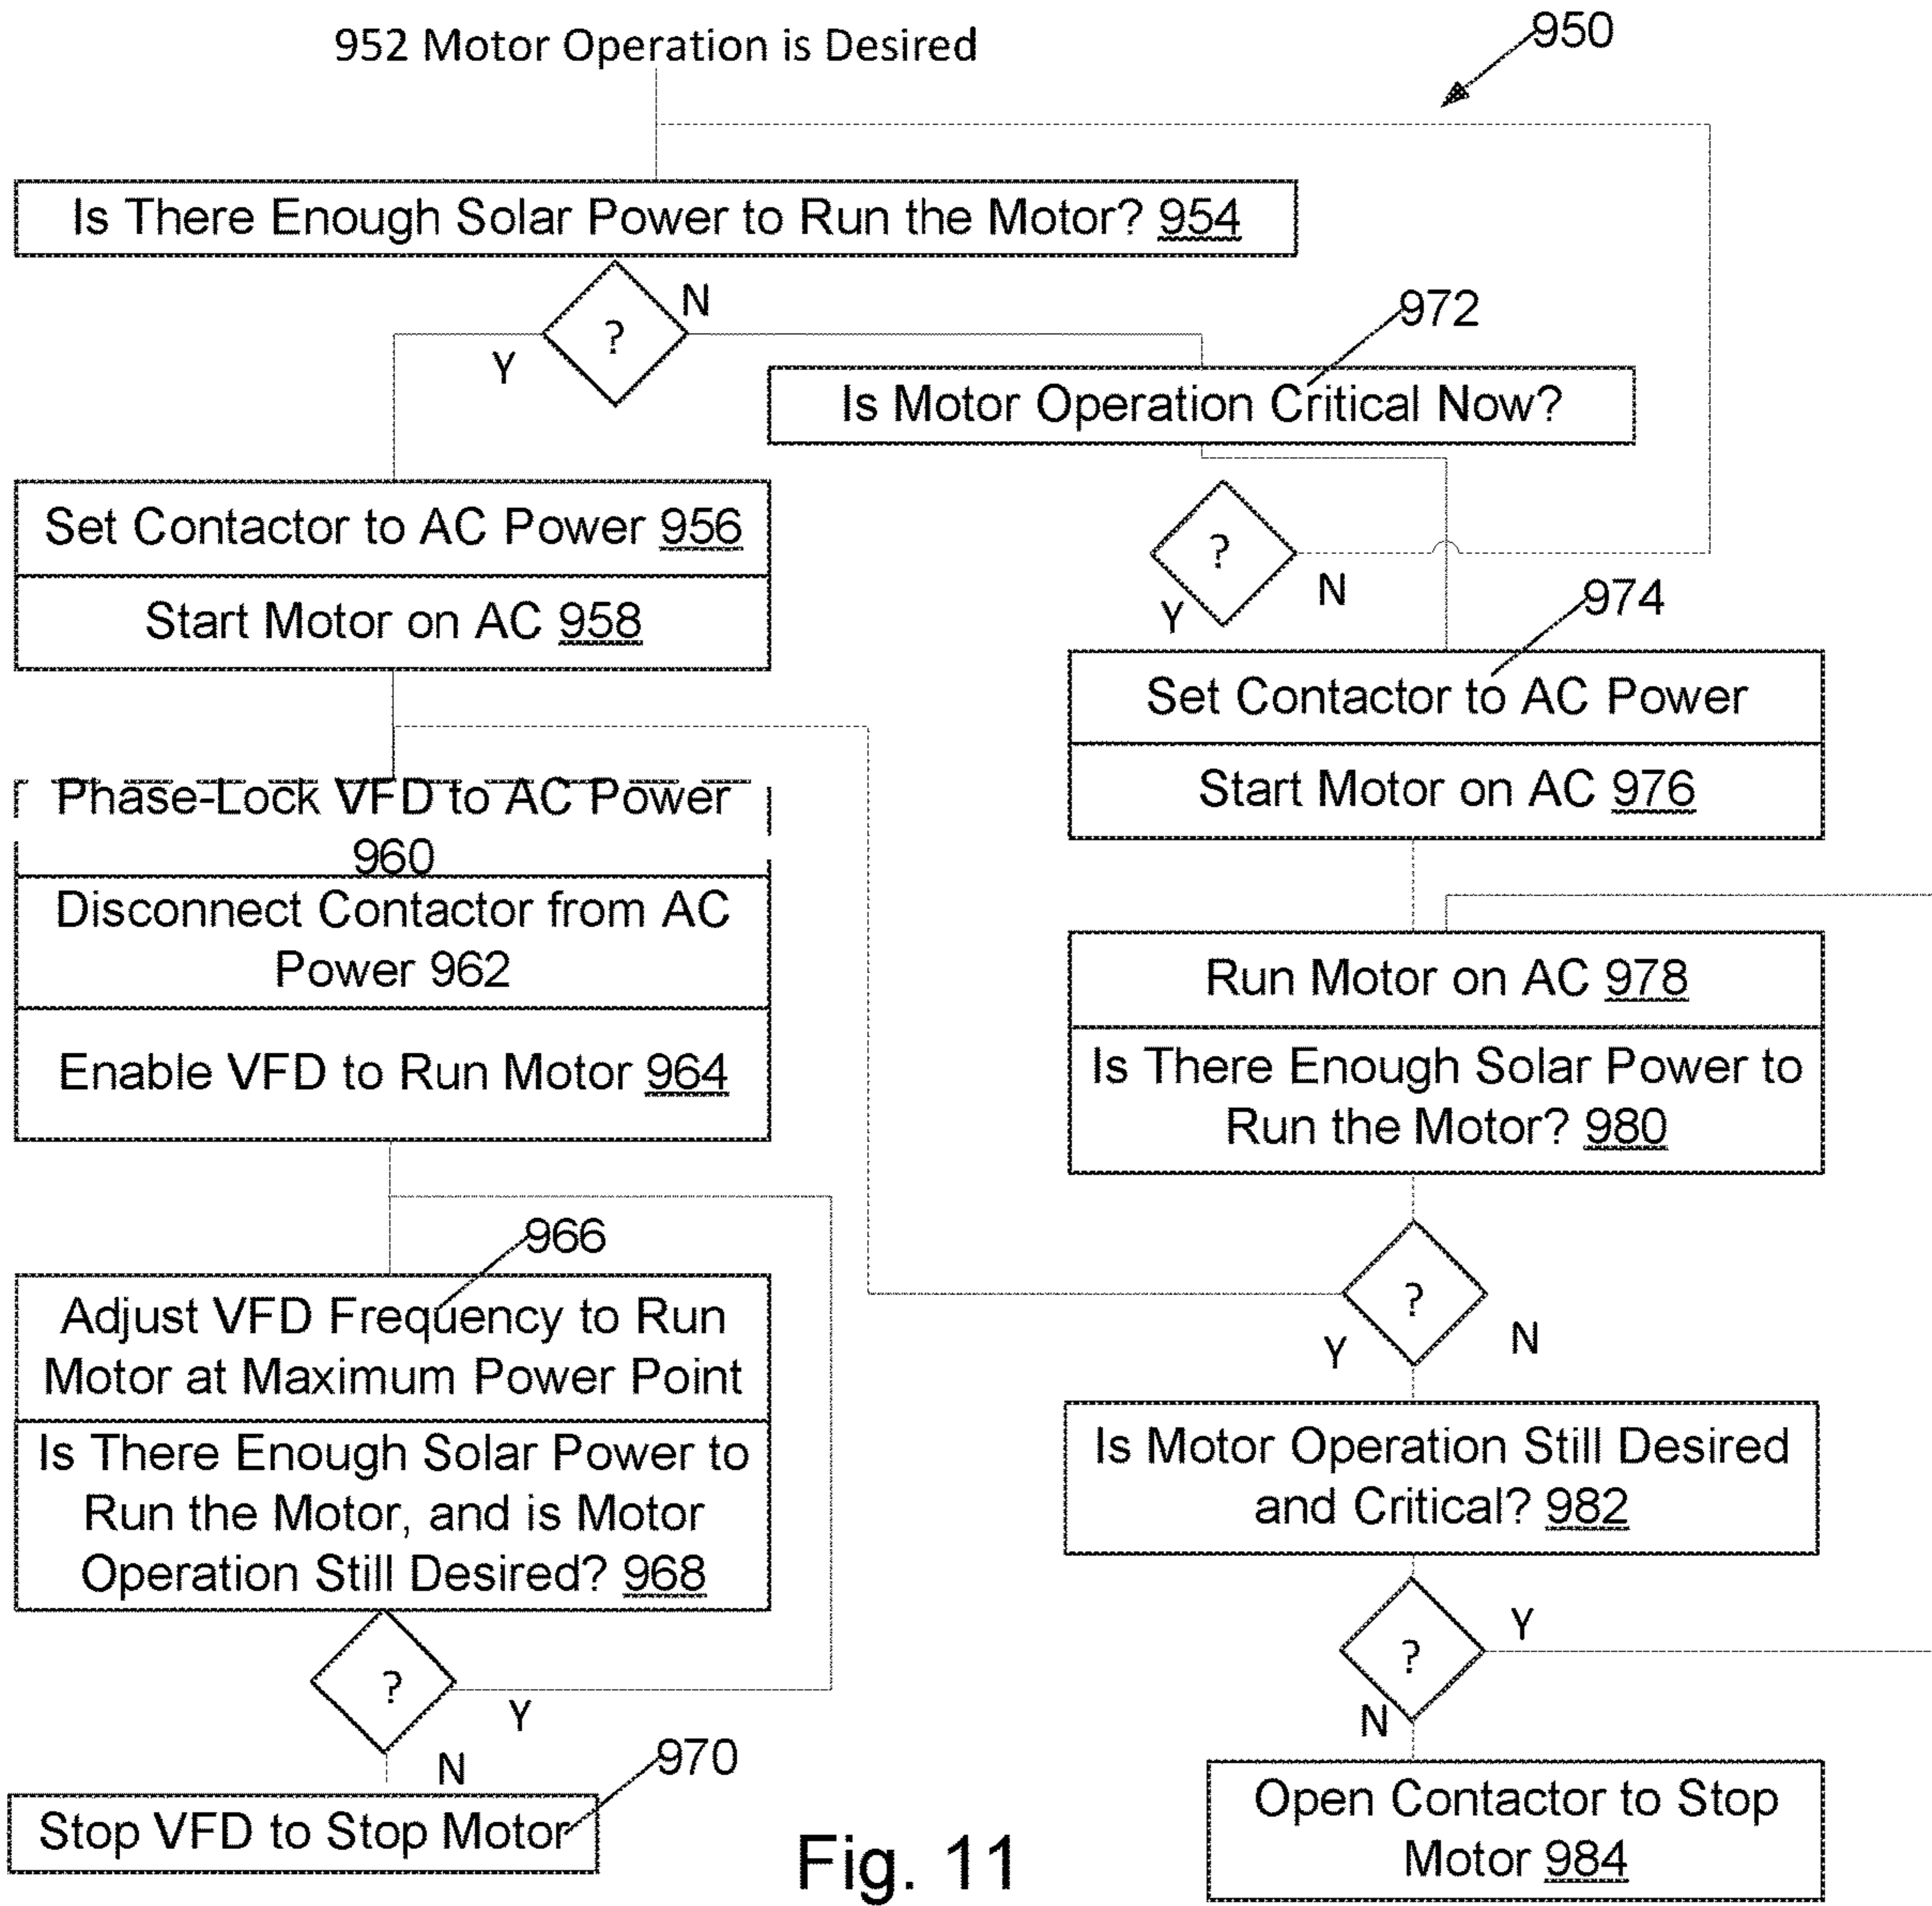 952 Motor Operation is Desired
950
Is There Enough Solar Power to Run the Motor? 954
?
N
Y
972
Is Motor Operation Critical Now?
Set Contactor to AC Power 956
Start Motor on AC 958
?
N
Y
974
Set Contactor to AC Power
Start Motor on AC 976
Phase-Lock VFD to AC Power
960
Disconnect Contactor from AC
Power 962
Enable VFD to Run Motor 964
Run Motor on AC 978
Is There Enough Solar Power to
Run the Motor? 980
?
Y
N
966
Adjust VFD Frequency to Run
Motor at Maximum Power Point
Is There Enough Solar Power to
Run the Motor, and is Motor
Operation Still Desired? 968
?
Y
N
970
Stop VFD to Stop Motor
Is Motor Operation Still Desired
and Critical? 982
?
Y
N
Open Contactor to Stop
Motor 984
Fig. 11